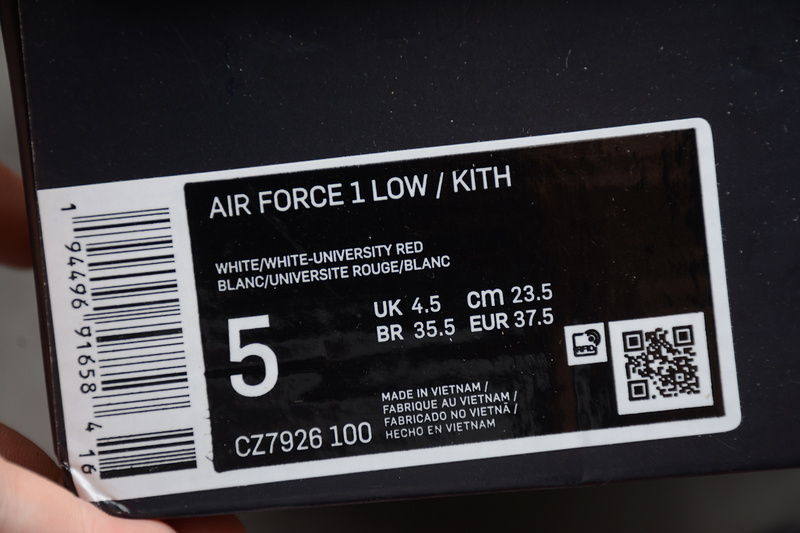 AIR FORCE 1 LOW / KITH
WHITE/WHITE-UNIVERSITY RED
BLANC/UNIVERSITE ROUGE/BLANC
5
UK 4.5 cm 23.5
BR 35.5 EUR 37.5
CZ7926 100
MADE IN VIETNAM /
FABRIQUE AU VIETNAM /
FABRICADO NO VIETNÃ /
HECHO EN VIETNAM
1 94496 91658 4 16